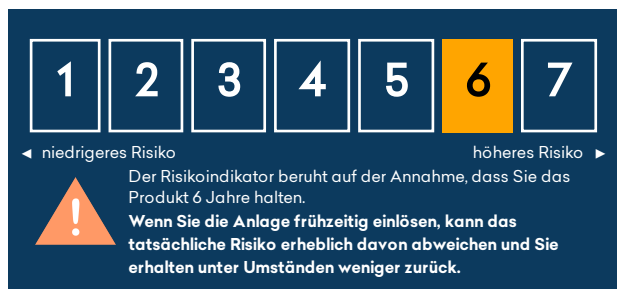 1 2 3 4 5 6 7
◄ niedrigeres Risiko höheres Risiko ►
Der Risikoindikator beruht auf der Annahme, dass Sie das
Produkt 6 Jahre halten.
Wenn Sie die Anlage frühzeitig einlösen, kann das
tatsächliche Risiko erheblich davon abweichen und Sie
erhalten unter Umständen weniger zurück.